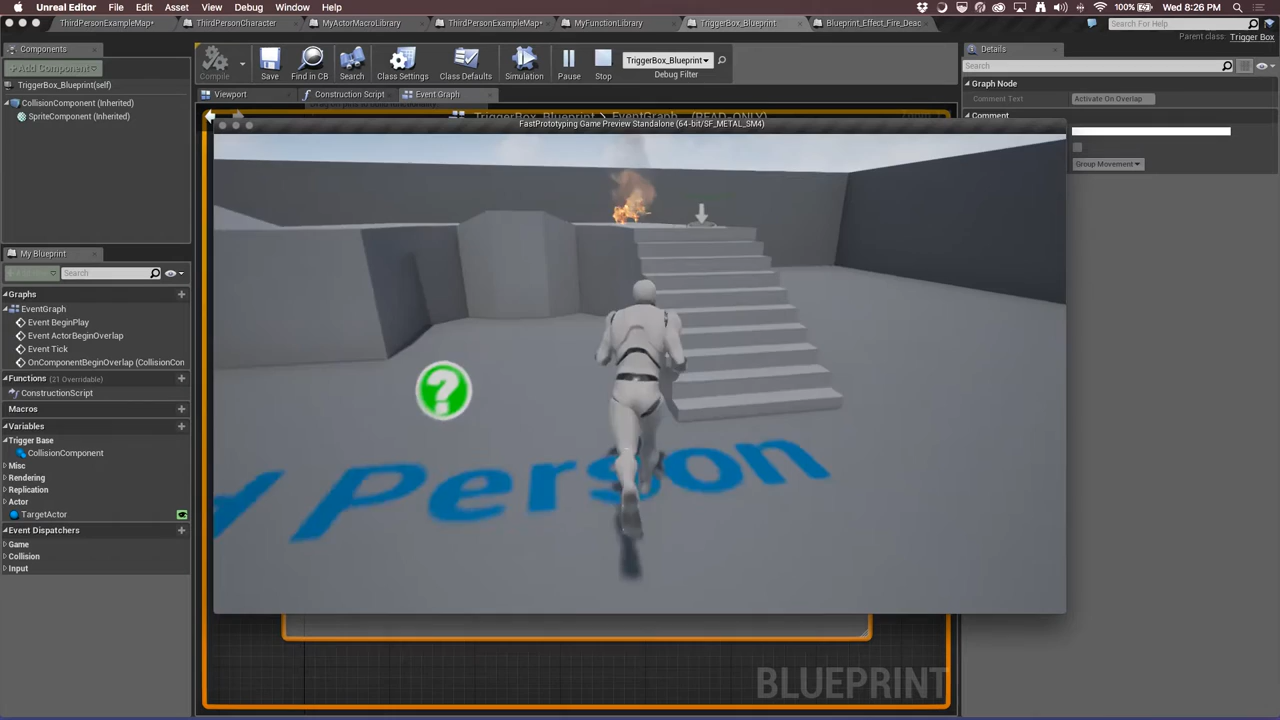 Unreal Editor File Edit Asset View Debug Window Help 100% 8:26 PM
ThirdPersonExampleMap* ThirdPersonCharacter MyActorMacroLibrary ThirdPersonExampleMap* MyFunctionLibrary TriggerBox_Blueprint Blueprint_Effect_Fire_Deac Search For Help
Parent class: Trigger Box
Components
+Add Component
TriggerBox_Blueprint(self)
CollisionComponent (Inherited)
SpriteComponent (Inherited)
Compile Save Find in CB Search Class Settings Class Defaults Simulation Pause Stop TriggerBox_Blueprint Debug Filter
Viewport Construction Script Event Graph
FastPrototyping Game Preview Standalone (64-bit/SF_METAL_SM4)
y Person
BLUEPRINT
My Blueprint
Search
Graphs
EventGraph
Event BeginPlay
Event ActorBeginOverlap
Event Tick
OnComponentBeginOverlap (CollisionCon
Functions (21 Overridable)
ConstructionScript
Macros
Variables
Trigger Base
CollisionComponent
Misc
Rendering
Replication
Actor
TargetActor
Event Dispatchers
Game
Collision
Input
Details
Search
Graph Node
Comment Text Activate On Overlap
Comment
Group Movement